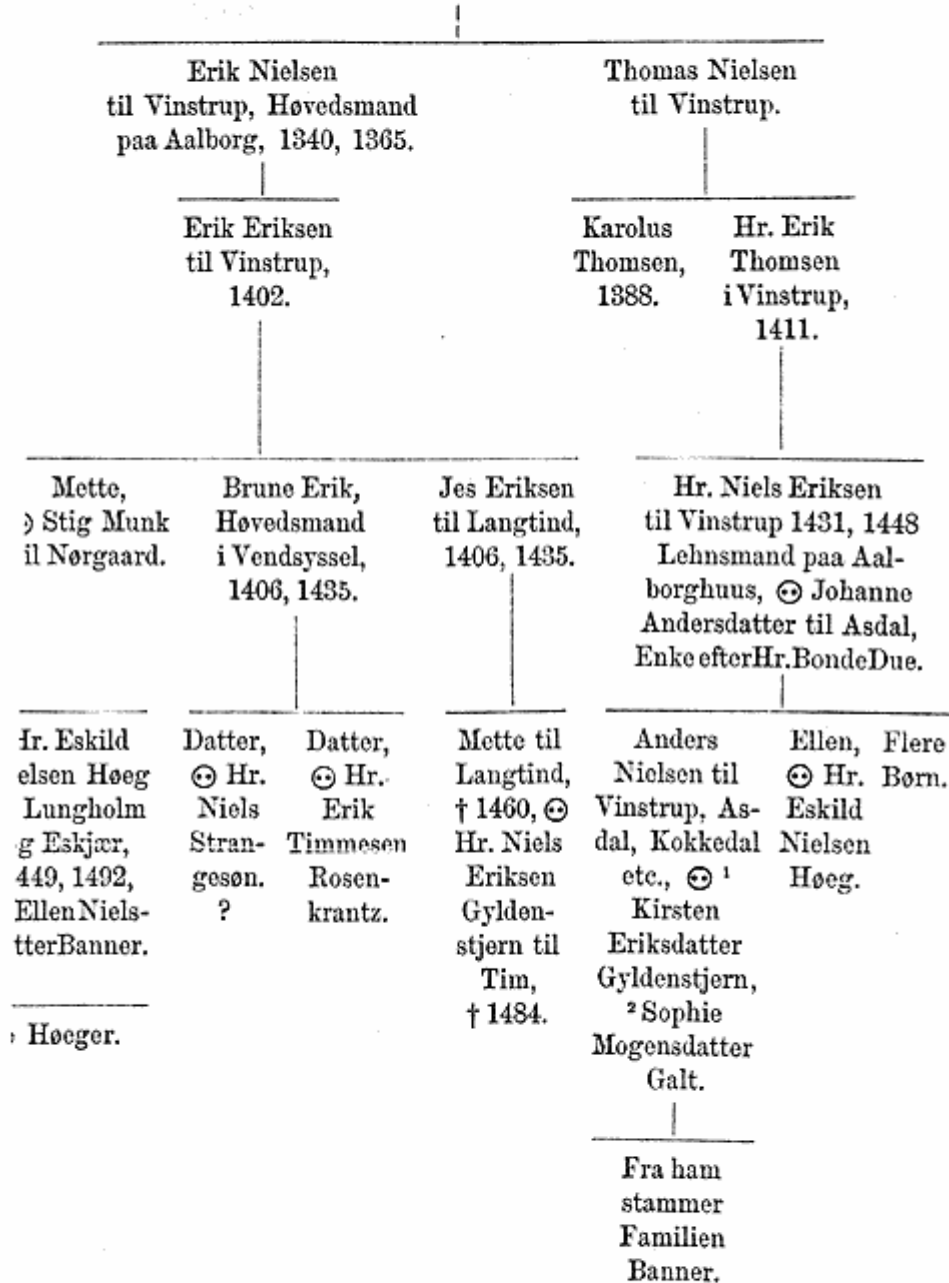 Erik Nielsen
til Vinstrup, Høvedsmand
paa Aalborg, 1340, 1365.
Thomas Nielsen
til Vinstrup.
Erik Eriksen
til Vinstrup,
1402.
Karolus
Thomsen,
1388.
Hr. Erik
Thomsen
i Vinstrup,
1411.
Mette,
Stig Munk
il Nørgaard.
Brune Erik,
Høvedsmand
i Vendsyssel,
1406, 1435.
Jes Eriksen
til Langtind,
1406, 1435.
Hr. Niels Eriksen
til Vinstrup 1431, 1448
Lehnsmand paa Aal-
borghuus, ⚇ Johanne
Andersdatter til Asdal,
Enke efter Hr. Bonde Due.
Hr. Eskild
elsen Høeg
Lungholm
g Eskjær,
449, 1492,
Ellen Niels-
tter Banner.
Høeger.
Datter,
⚇ Hr.
Niels
Stran-
gesøn.
?
Datter,
⚇ Hr.
Erik
Timmesen
Rosen-
krantz.
Mette til
Langtind,
† 1460, ⚇
Hr. Niels
Eriksen
Gylden-
stjern til
Tim,
† 1484.
Anders
Nielsen til
Vinstrup, As-
dal, Kokkedal
etc., ⚇ ¹
Kirsten
Eriksdatter
Gyldenstjern,
² Sophie
Mogensdatter
Galt.
Fra ham
stammer
Familien
Banner.
Ellen,
⚇ Hr.
Eskild
Nielsen
Høeg.
Flere
Børn.